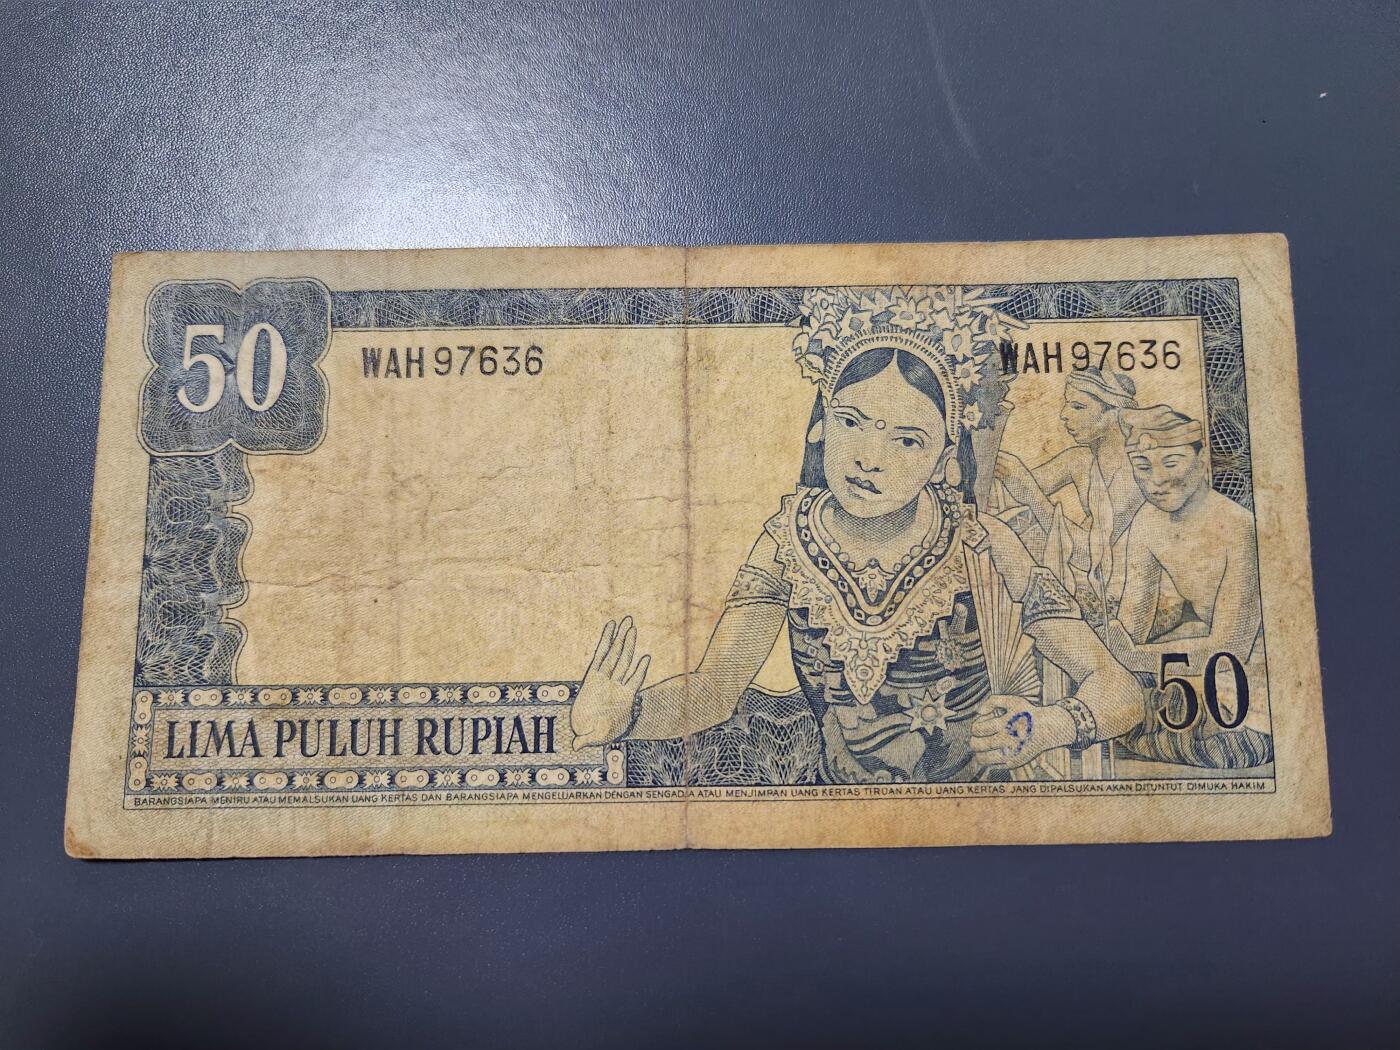 50
WAH 97636
WAH 97636
50
LIMA PULUH RUPIAH
BARANGSIAPA MENIRU ATAU MEMALSUKAN UANG KERTAS DAN BARANGSIAPA MENGELUARKAN DENGAN SENGADJA ATAU MENJIMPAN UANG KERTAS TIRUAN ATAU UANG KERTAS JANG DIPALSUKAN AKAN DITUNTUT DIMUKA HAKIM